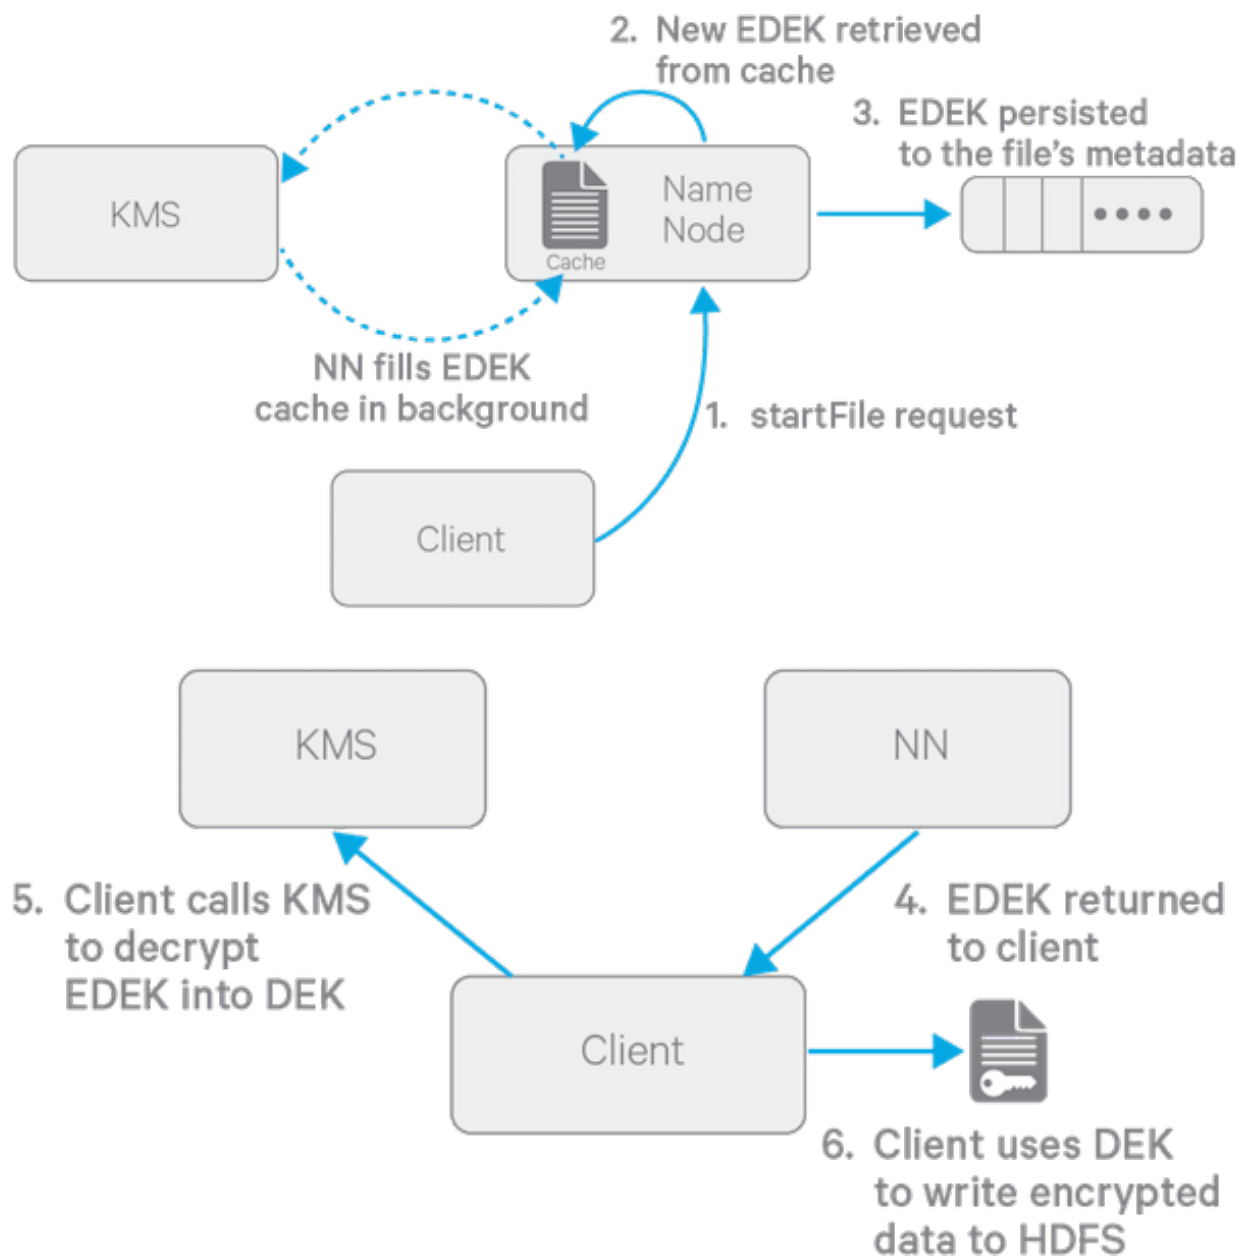 2. New EDEK retrieved
from cache
3. EDEK persisted
to the file's metadata
KMS
Name
Node
Cache
NN fills EDEK
cache in background
1. startFile request
Client
KMS
NN
5. Client calls KMS
to decrypt
EDEK into DEK
4. EDEK returned
to client
Client
6. Client uses DEK
to write encrypted
data to HDFS